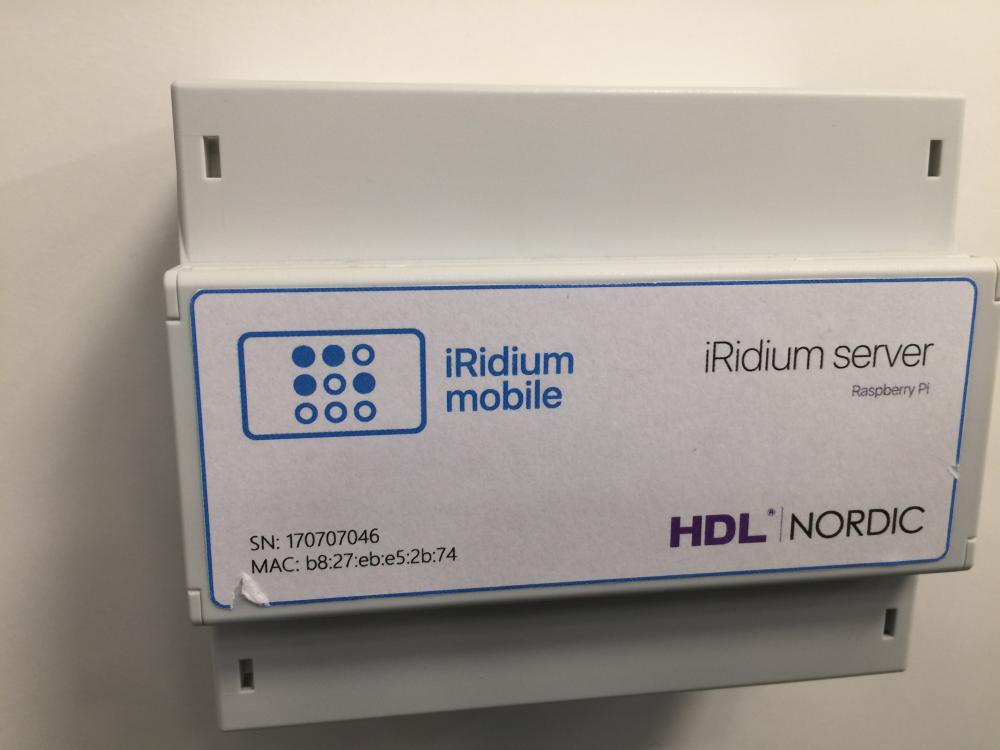 iRidium
mobile
iRidium server
Raspberry Pi
SN: 170707046
MAC: b8:27:eb:e5:2b:74
HDL® | NORDIC